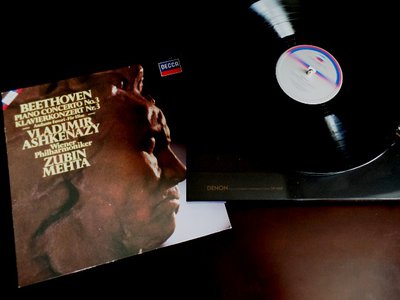 DECCA
BEETHOVEN
PIANO CONCERTO No.3
KLAVIERKONZERT Nr.3
VLADIMIR
ASHKENAZY
Wiener
Philharmoniker
ZUBIN
MEHTA
DENON